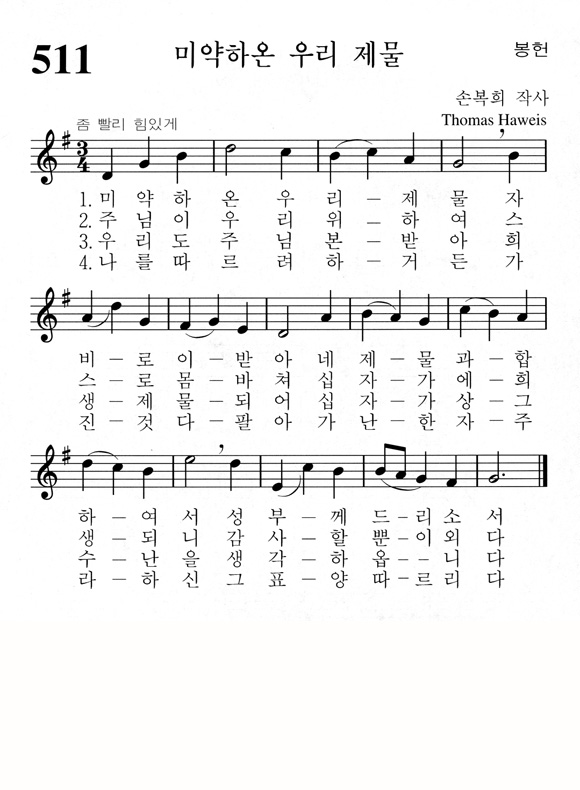 511 미약하온 우리 제물 봉헌
손복희 작사
좀 빨리 힘있게 Thomas Haweis
3/4
1. 미 약 하 온 우 리 – 제 물 자
2. 주 님 이 우 리 위 – 하 여 스
3. 우 리 도 주 님 본 – 받 아 희
4. 나 를 따 르 려 하 – 거 든 가
비 – 로 이 – 받 아 네 제 – 물 과 – 합
스 – 로 몸 – 바 쳐 십 자 – 가 에 – 희
생 – 제 물 – 되 어 십 자 – 가 상 – 그
진 – 것 다 – 팔 아 가 난 – 한 자 – 주
하 – 여 서 성 부 – 께 드 – 리 소 서
생 – 되 니 감 사 – 할 뿐 – 이 외 다
수 – 난 을 생 각 – 하 옵 – – 니 다
라 – 하 신 그 표 – 양 따 – 르 리 다